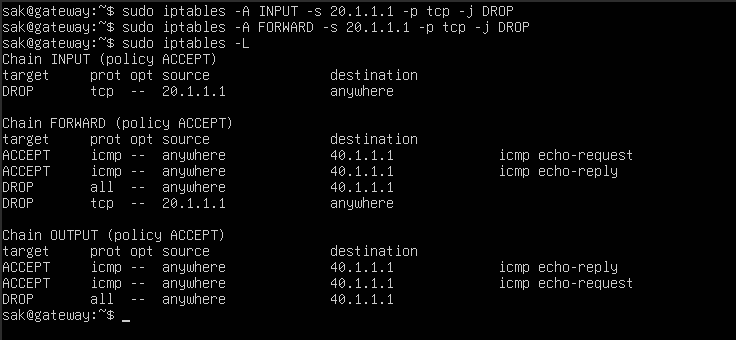 sak@gateway:~$ sudo iptables -A INPUT -s 20.1.1.1 -p tcp -j DROP
sak@gateway:~$ sudo iptables -A FORWARD -s 20.1.1.1 -p tcp -j DROP
sak@gateway:~$ sudo iptables -L
Chain INPUT (policy ACCEPT)
target     prot opt source               destination
DROP       tcp  --  20.1.1.1             anywhere

Chain FORWARD (policy ACCEPT)
target     prot opt source               destination
ACCEPT     icmp --  anywhere             40.1.1.1             icmp echo-request
ACCEPT     icmp --  anywhere             40.1.1.1             icmp echo-reply
DROP       all  --  anywhere             40.1.1.1
DROP       tcp  --  20.1.1.1             anywhere

Chain OUTPUT (policy ACCEPT)
target     prot opt source               destination
ACCEPT     icmp --  anywhere             40.1.1.1             icmp echo-reply
ACCEPT     icmp --  anywhere             40.1.1.1             icmp echo-request
DROP       all  --  anywhere             40.1.1.1
sak@gateway:~$ _